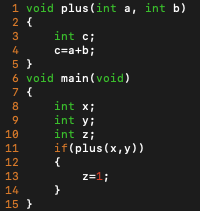 1 void plus(int a, int b)
2 {
3     int c;
4     c=a+b;
5 }
6 void main(void)
7 {
8     int x;
9     int y;
10     int z;
11     if(plus(x,y))
12     {
13         z=1;
14     }
15 }